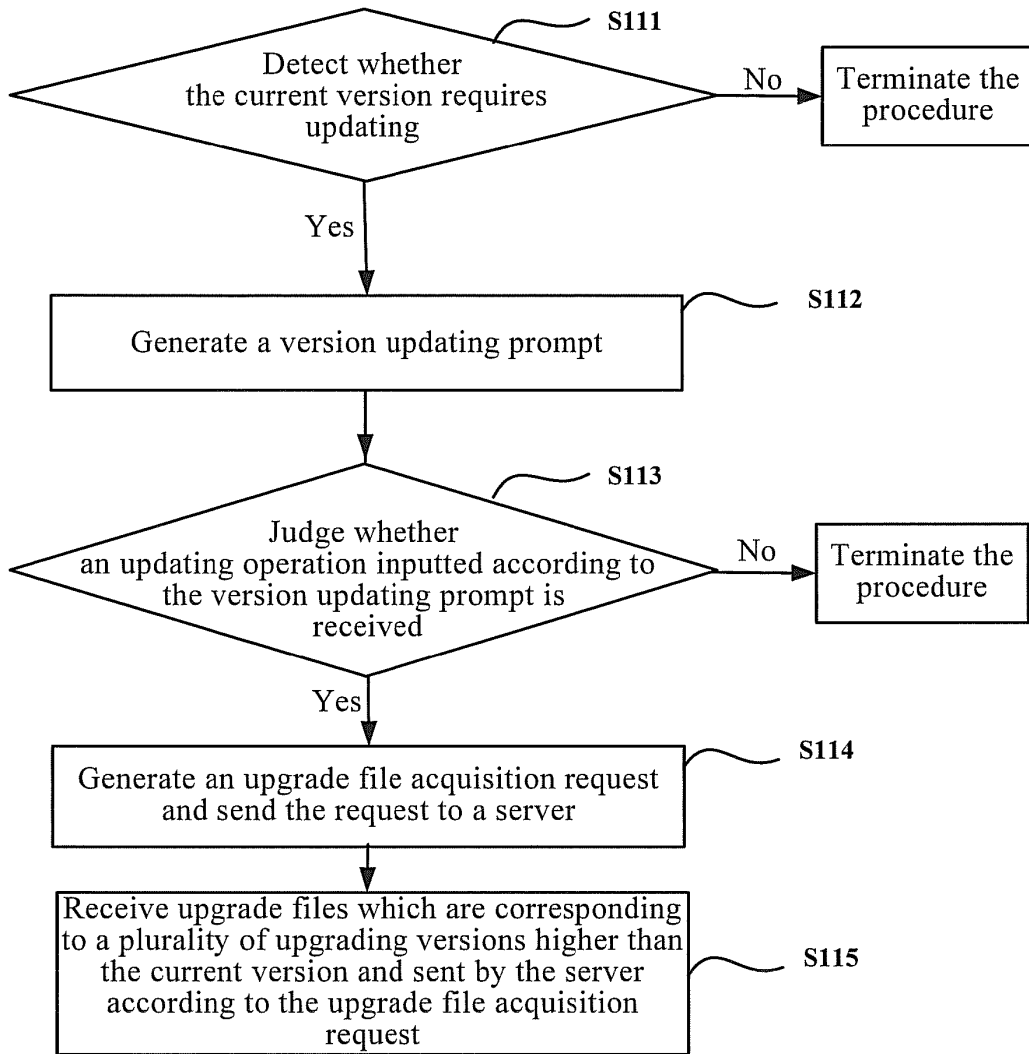 S111
Detect whether
the current version requires
updating
No
Terminate the
procedure
Yes
S112
Generate a version updating prompt
S113
Judge whether
an updating operation inputted according to
the version updating prompt is
received
No
Terminate the
procedure
Yes
S114
Generate an upgrade file acquisition request
and send the request to a server
Receive upgrade files which are corresponding
to a plurality of upgrading versions higher than
the current version and sent by the server
according to the upgrade file acquisition
request
S115